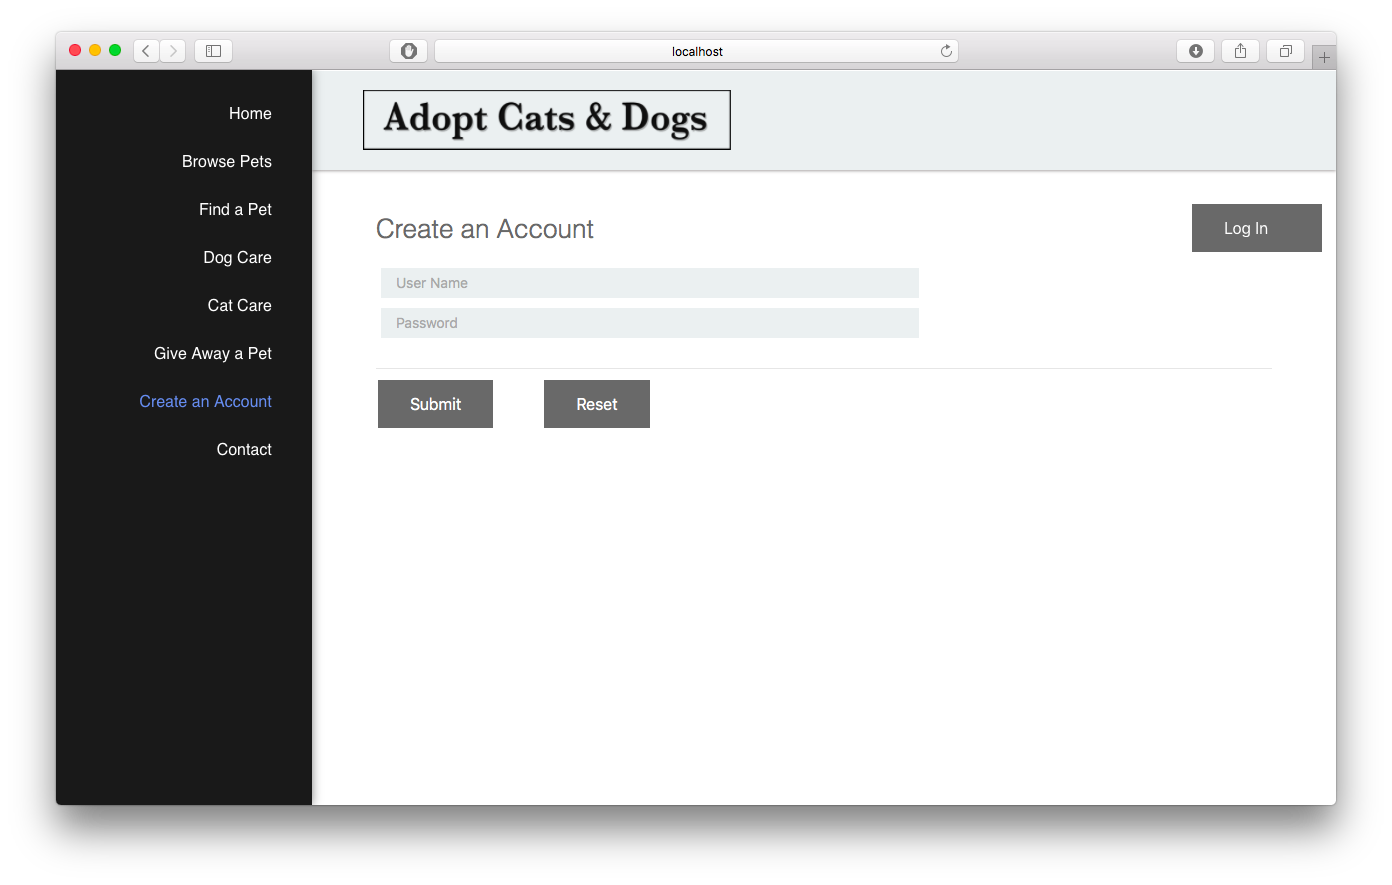 localhost
Home
Browse Pets
Find a Pet
Dog Care
Cat Care
Give Away a Pet
Create an Account
Contact
Adopt Cats & Dogs
Create an Account
Log In
User Name
Password
Submit
Reset